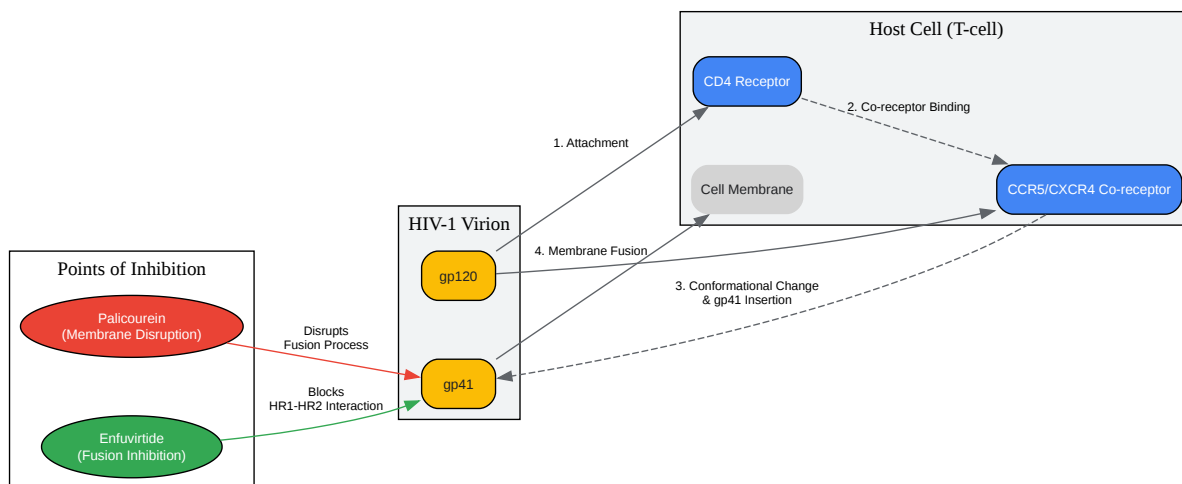 Host Cell (T-cell)
CD4 Receptor
2. Co-receptor Binding
1. Attachment
Cell Membrane
CCR5/CXCR4 Co-receptor
HIV-1 Virion
gp120
4. Membrane Fusion
3. Conformational Change
& gp41 Insertion
Points of Inhibition
Palicourein
(Membrane Disruption)
Disrupts
Fusion Process
gp41
Blocks
HR1-HR2 Interaction
Enfuvirtide
(Fusion Inhibition)